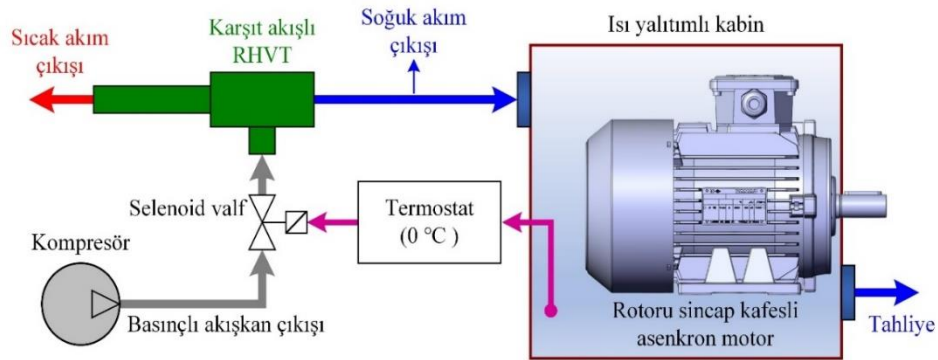 Sıcak akım
çıkışı
Karşıt akışlı
RHVT
Soğuk akım
çıkışı
Isı yalıtımlı kabin
Selenoid valf
Termostat
(0 °C )
Kompresör
Basınçlı akışkan çıkışı
Rotoru sincap kafesli
asenkron motor
Tahliye